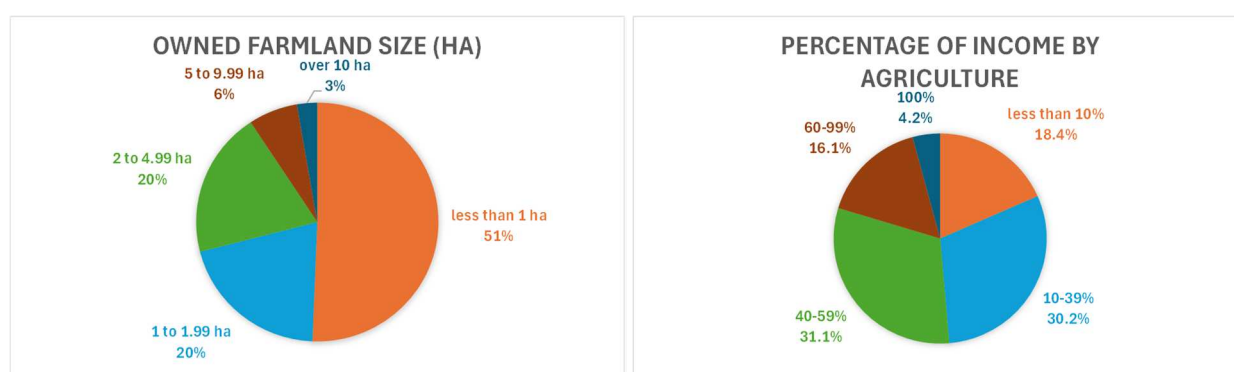 OWNED FARMLAND SIZE (HA)
over 10 ha
3%
5 to 9.99 ha
6%
2 to 4.99 ha
20%
less than 1 ha
51%
1 to 1.99 ha
20%
PERCENTAGE OF INCOME BY
AGRICULTURE
100%
4.2%
less than 10%
18.4%
60-99%
16.1%
10-39%
30.2%
40-59%
31.1%